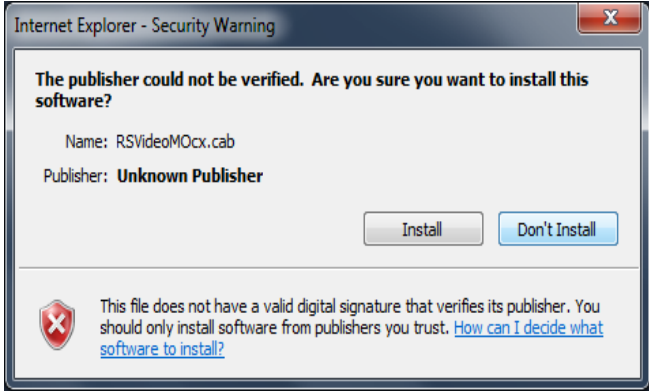 Internet Explorer - Security Warning
The publisher could not be verified. Are you sure you want to install this
software?
Name: RSVideoMOcx.cab
Publisher: Unknown Publisher
Install
Don't Install
This file does not have a valid digital signature that verifies its publisher. You
should only install software from publishers you trust. How can I decide what
software to install?